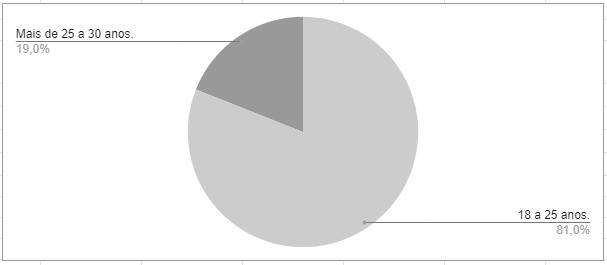 Mais de 25 a 30 anos.
19,0%
18 a 25 anos.
81,0%